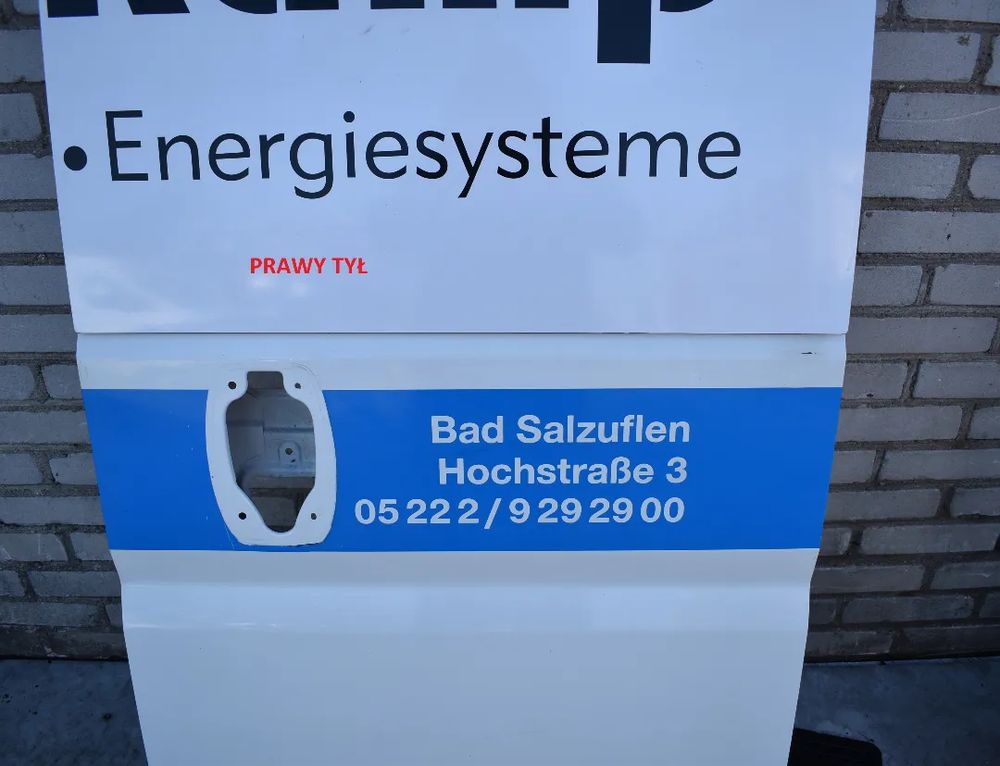 • Energiesysteme
PRAWY TYŁ
Bad Salzuflen
Hochstraße 3
05222/9292900